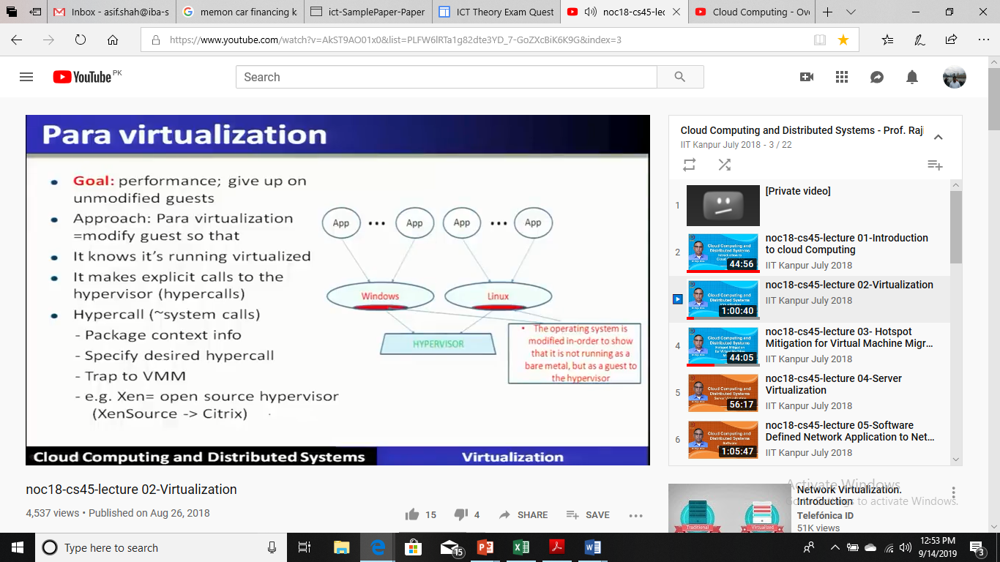 Inbox - asif.shah@iba-s
memon car financing k
ict-SamplePaper-Paper
ICT Theory Exam Quest
noc18-cs45-lec
Cloud Computing - Ove
https://www.youtube.com/watch?v=AkST9AO01x0&list=PLFW6lRTa1g82dte3YD_7-GoZXcBiK6K9G&index=3
YouTube PK
Search
Para virtualization
Goal: performance; give up on
unmodified guests
Approach: Para virtualization
=modify guest so that
It knows it's running virtualized
It makes explicit calls to the
hypervisor (hypercalls)
Hypercall (~system calls)
- Package context info
- Specify desired hypercall
- Trap to VMM
- e.g. Xen= open source hypervisor
(XenSource -> Citrix)
App ••• App App ••• App
Windows Linux
HYPERVISOR
• The operating system is
modified in-order to show
that it is not running as a
bare metal, but as a guest to
the hypervisor
Cloud Computing and Distributed Systems Virtualization
noc18-cs45-lecture 02-Virtualization
4,537 views • Published on Aug 26, 2018
15 4 SHARE SAVE
Cloud Computing and Distributed Systems - Prof. Raji
IIT Kanpur July 2018 - 3 / 22
1 [Private video]
2 44:56
noc18-cs45-lecture 01-Introduction
to cloud Computing
IIT Kanpur July 2018
1:00:40
noc18-cs45-lecture 02-Virtualization
IIT Kanpur July 2018
4 44:05
noc18-cs45-lecture 03- Hotspot
Mitigation for Virtual Machine Migr...
IIT Kanpur July 2018
5 56:17
noc18-cs45-lecture 04-Server
Virtualization
IIT Kanpur July 2018
6 1:05:47
noc18-cs45-lecture 05-Software
Defined Network Application to Net...
IIT Kanpur July 2018
Traditional Virtualized
Network Virtualization.
Introduction
Telefónica ID
51K views
Activate Windows
Go to Settings to activate Windows.
Type here to search
15
12:53 PM
9/14/2019
3